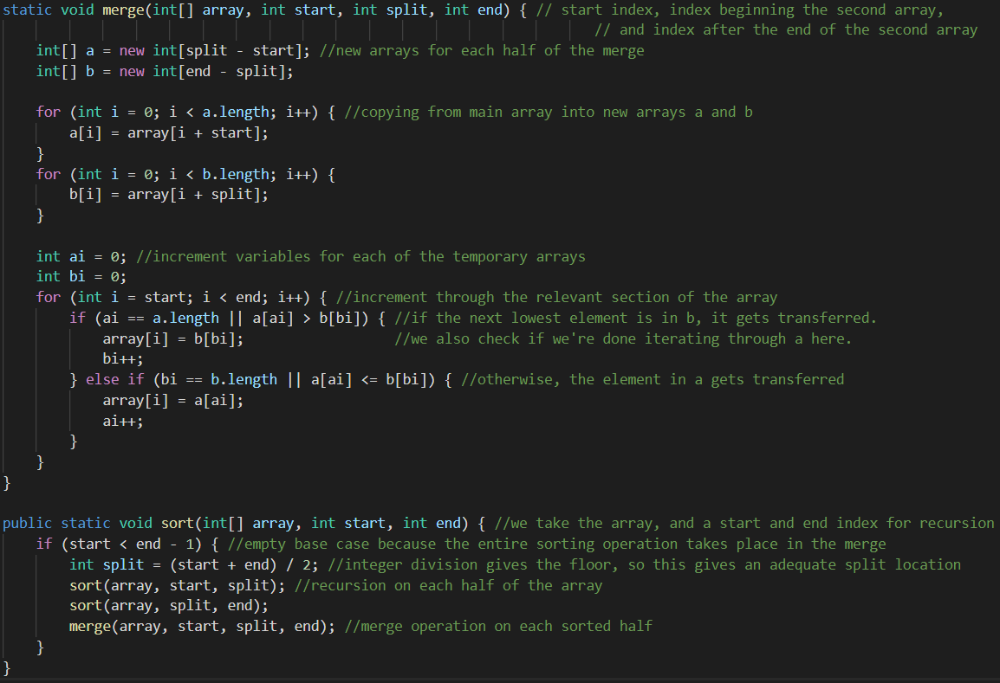 static void merge(int[] array, int start, int split, int end) { // start index, index beginning the second array,
// and index after the end of the second array
int[] a = new int[split - start]; //new arrays for each half of the merge
int[] b = new int[end - split];
for (int i = 0; i < a.length; i++) { //copying from main array into new arrays a and b
a[i] = array[i + start];
}
for (int i = 0; i < b.length; i++) {
b[i] = array[i + split];
}
int ai = 0; //increment variables for each of the temporary arrays
int bi = 0;
for (int i = start; i < end; i++) { //increment through the relevant section of the array
if (ai == a.length || a[ai] > b[bi]) { //if the next lowest element is in b, it gets transferred.
array[i] = b[bi]; //we also check if we're done iterating through a here.
bi++;
} else if (bi == b.length || a[ai] <= b[bi]) { //otherwise, the element in a gets transferred
array[i] = a[ai];
ai++;
}
}
}
public static void sort(int[] array, int start, int end) { //we take the array, and a start and end index for recursion
if (start < end - 1) { //empty base case because the entire sorting operation takes place in the merge
int split = (start + end) / 2; //integer division gives the floor, so this gives an adequate split location
sort(array, start, split); //recursion on each half of the array
sort(array, split, end);
merge(array, start, split, end); //merge operation on each sorted half
}
}